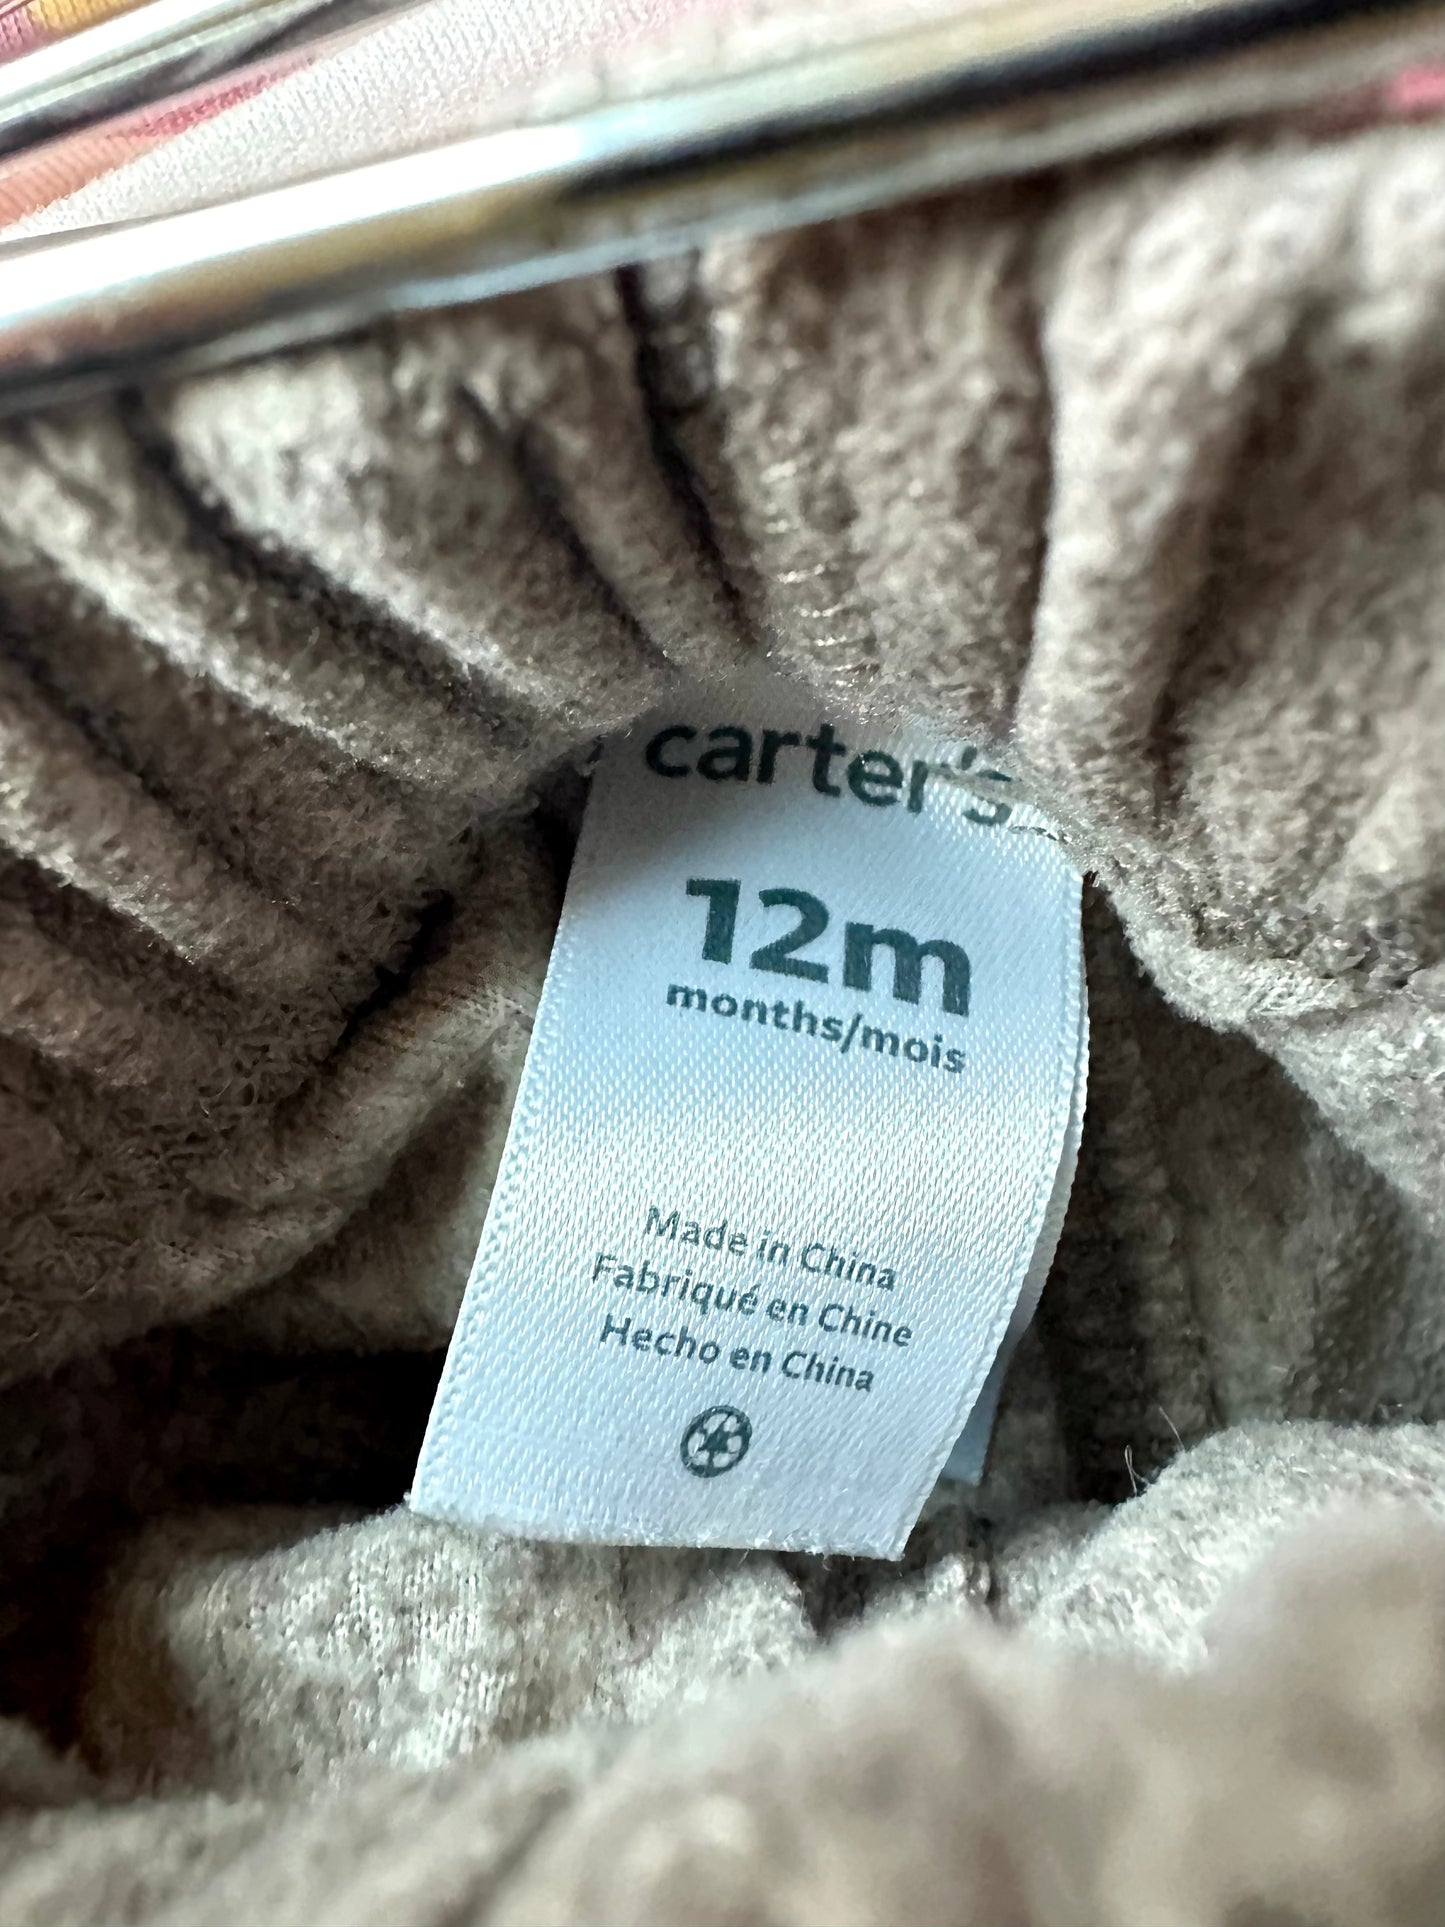 carter's
12m
months/mois
Made in China
Fabriqué en Chine
Hecho en China